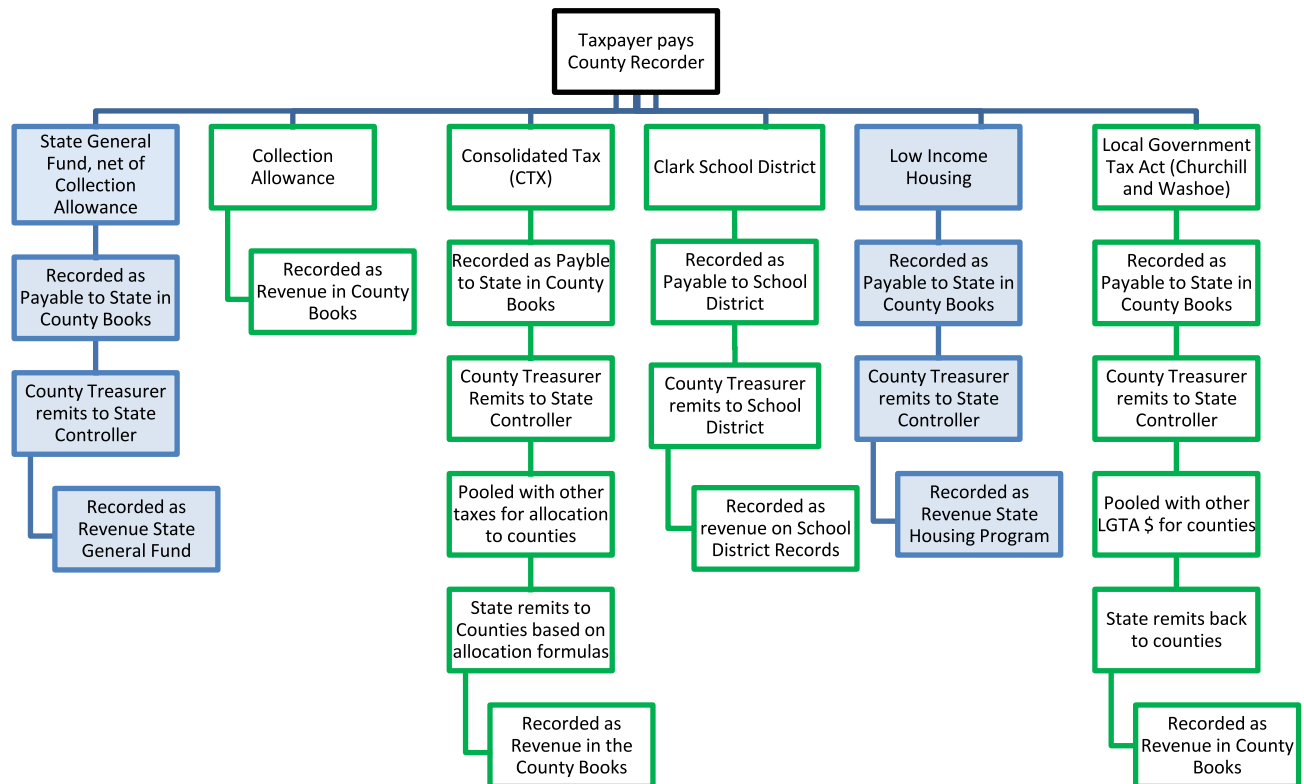 Taxpayer pays
County Recorder
State General
Fund, net of
Collection
Allowance
Recorded as
Payable to State in
County Books
County Treasurer
remits to State
Controller
Recorded as
Revenue State
General Fund
Collection
Allowance
Recorded as
Revenue in County
Books
Consolidated Tax
(CTX)
Recorded as Payble
to State in County
Books
County Treasurer
Remits to State
Controller
Pooled with other
taxes for allocation
to counties
State remits to
Counties based on
allocation formulas
Recorded as
Revenue in the
County Books
Clark School District
Recorded as
Payable to School
District
County Treasurer
remits to School
District
Recorded as
revenue on School
District Records
Low Income
Housing
Recorded as
Payable to State in
County Books
County Treasurer
remits to State
Controller
Recorded as
Revenue State
Housing Program
Local Government
Tax Act (Churchill
and Washoe)
Recorded as
Payable to State in
County Books
County Treasurer
remits to State
Controller
Pooled with other
LGTA $ for counties
State remits back
to counties
Recorded as
Revenue in County
Books